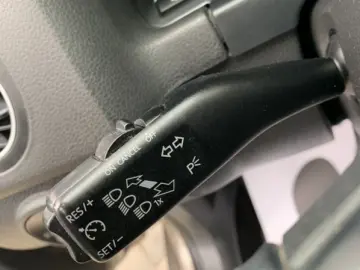 ON CANCEL OFF
RES/+
P
1x
SET/-